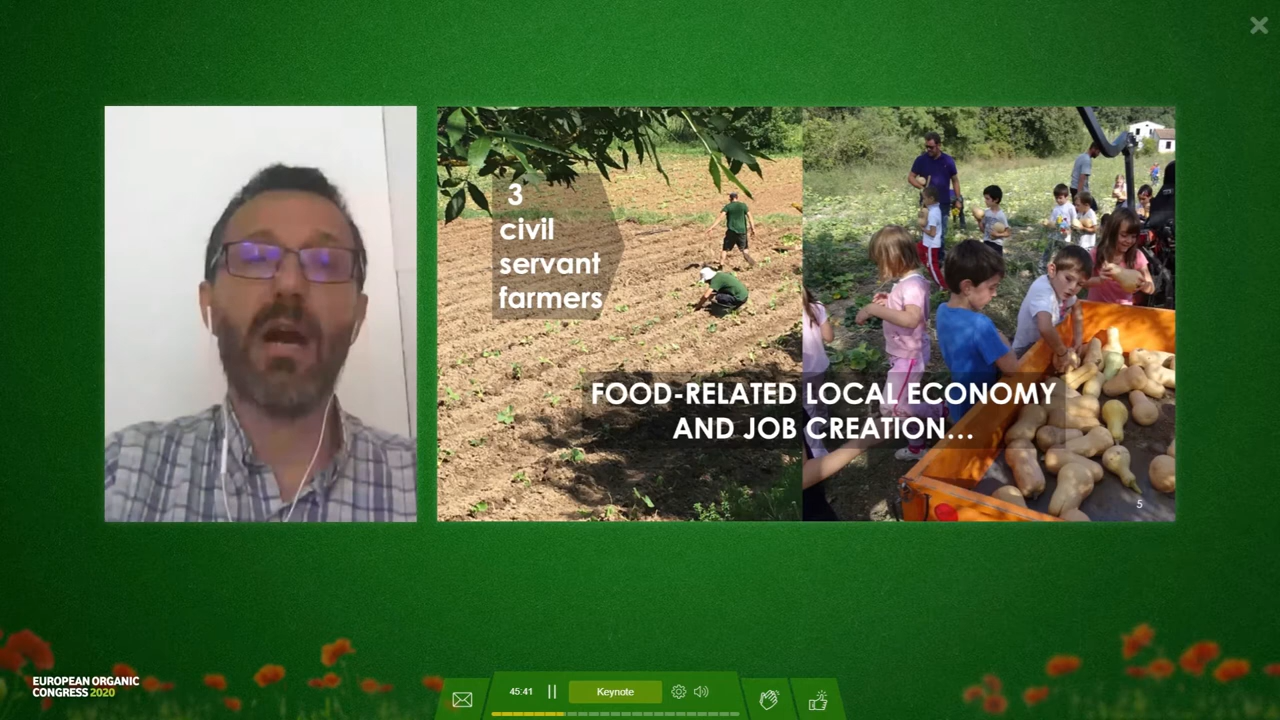 3
civil
servant
farmers
FOOD-RELATED LOCAL ECONOMY
AND JOB CREATION...
5
EUROPEAN ORGANIC
CONGRESS 2020
45:41
Keynote